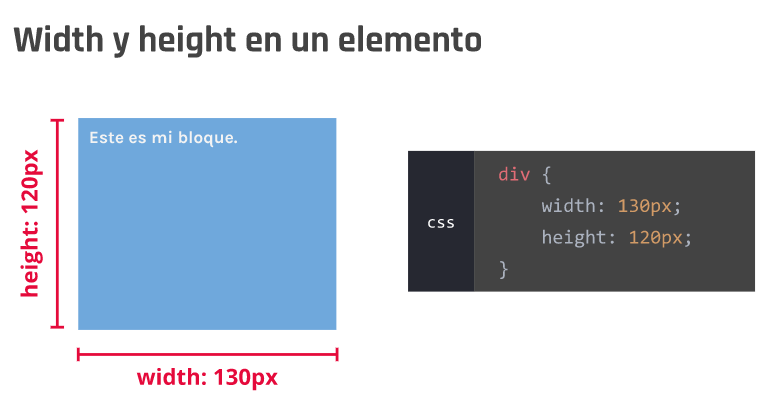 Width y height en un elemento
Este es mi bloque.
height: 120px
width: 130px
css
div {
    width: 130px;
    height: 120px;
}